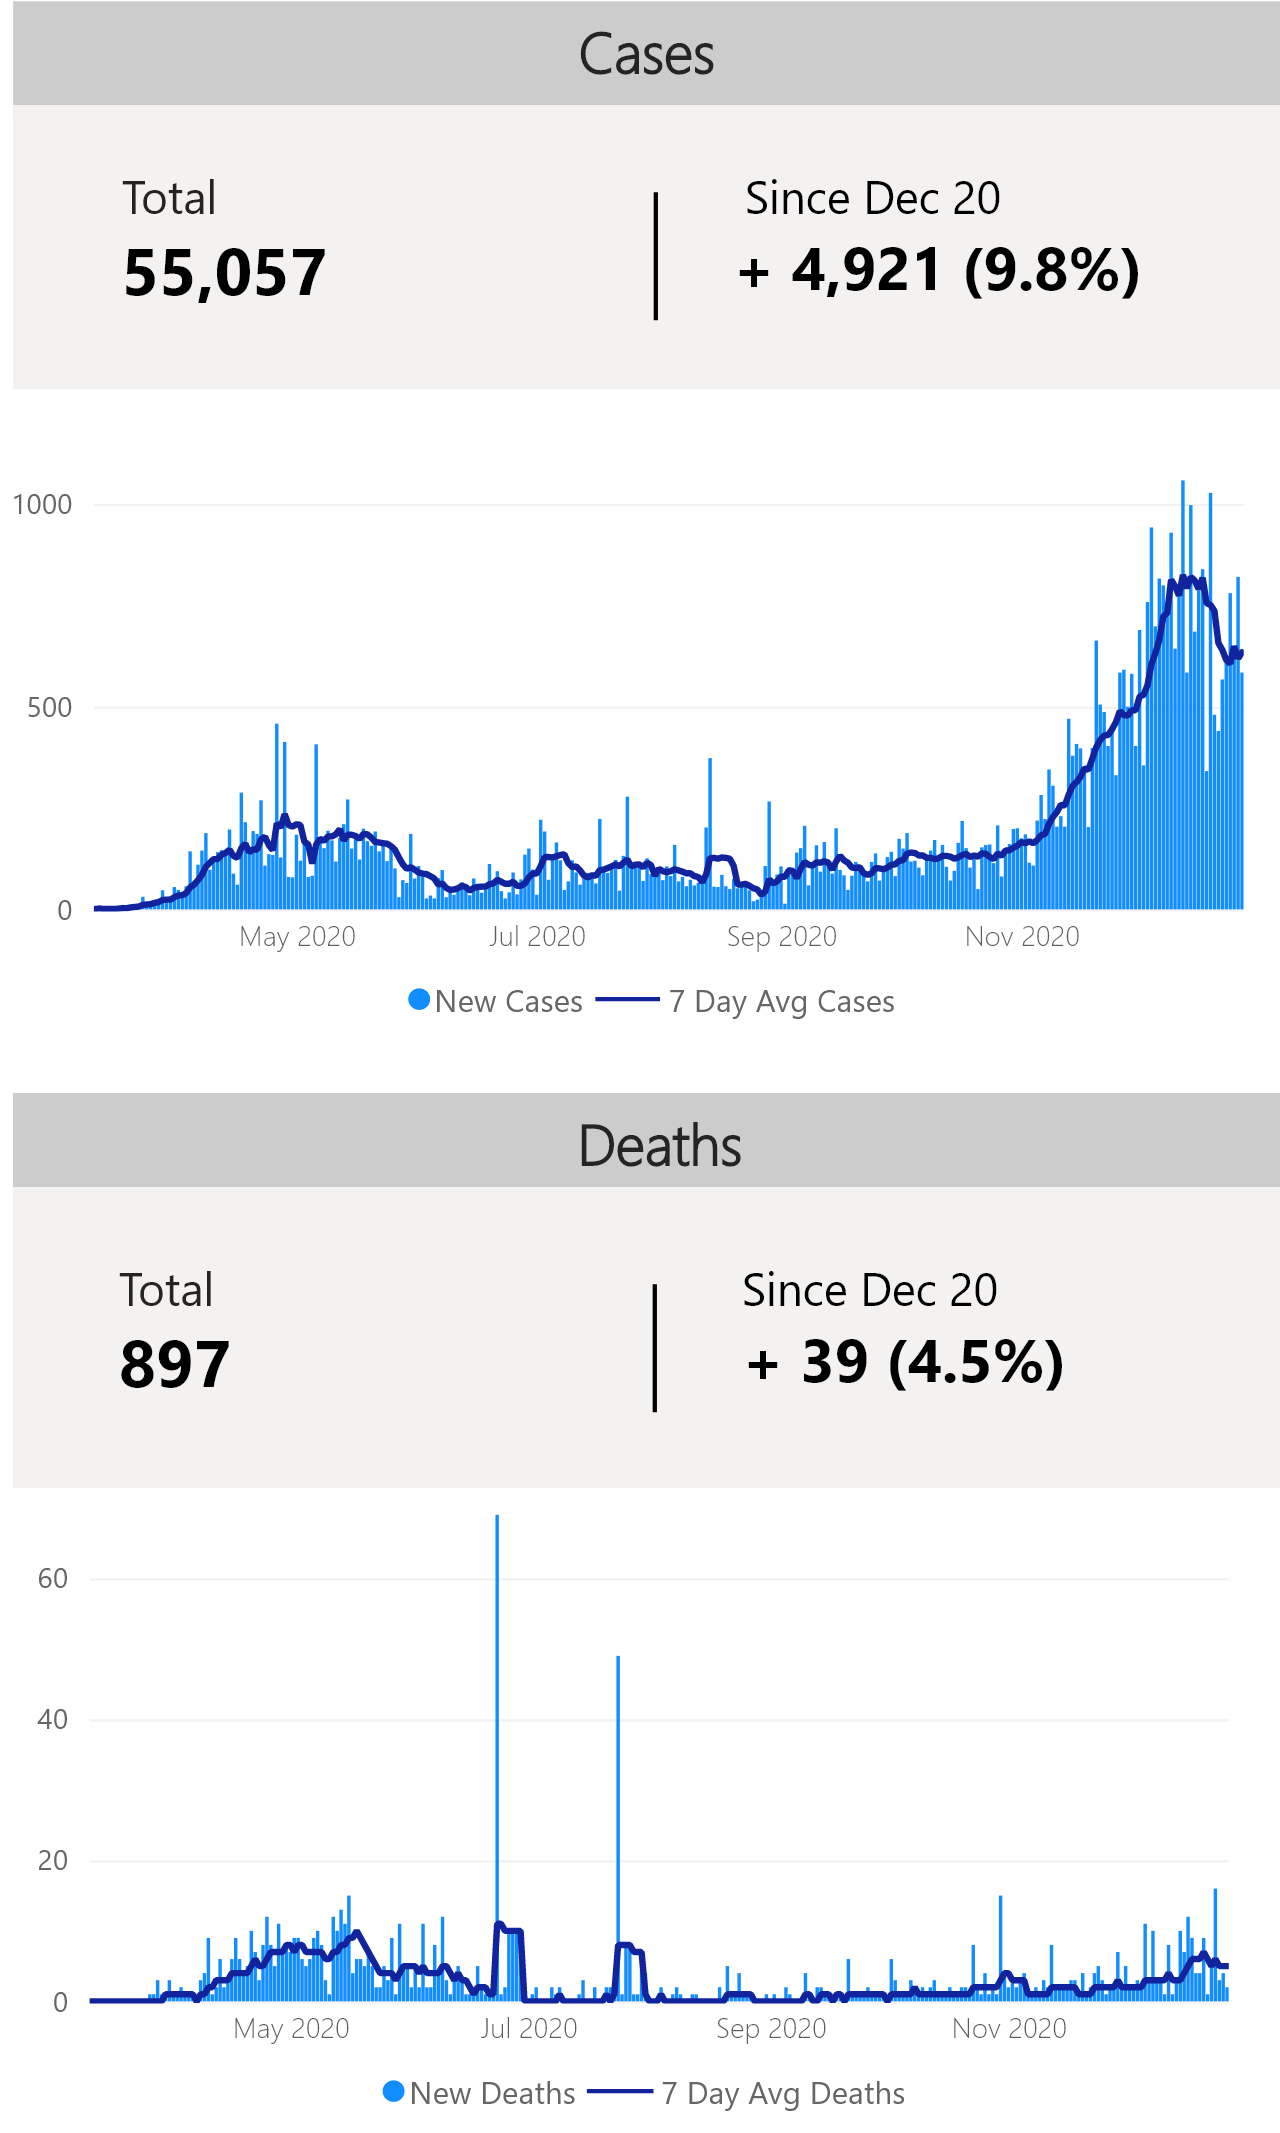 Cases
Total
Since Dec 20
55,057
+ 4,921 (9.8%)
1000
500
0
May 2020
Jul 2020
Sep 2020
Nov 2020
New Cases
7 Day Avg Cases
Deaths
Total
Since Dec 20
897
+ 39 (4.5%)
60
40
20
0
May 2020
Jul 2020
Sep 2020
Nov 2020
New Deaths
7 Day Avg Deaths